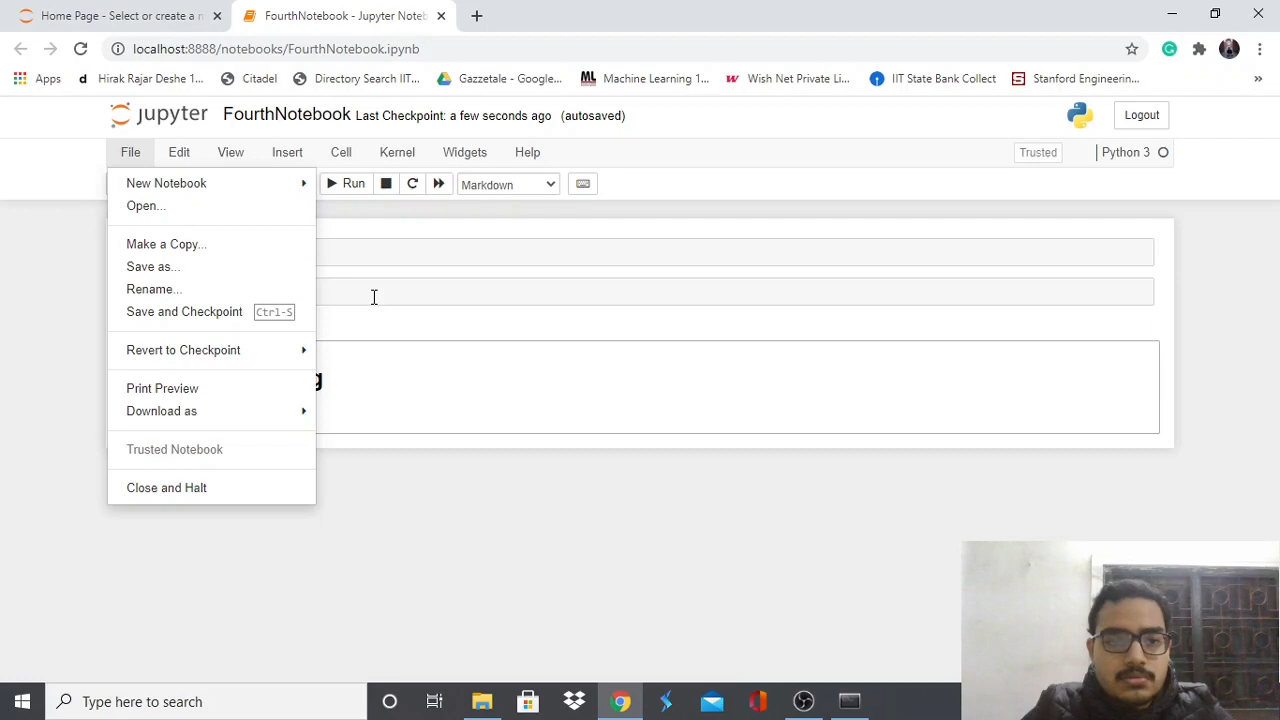 Home Page - Select or create a n
FourthNotebook - Jupyter Noteb
localhost:8888/notebooks/FourthNotebook.ipynb
Apps
Hirak Rajar Deshe 1...
Citadel
Directory Search IIT...
Gazzetale - Google...
Machine Learning 1...
Wish Net Private Li...
IIT State Bank Collect
Stanford Engineerin...
jupyter FourthNotebook Last Checkpoint: a few seconds ago (autosaved)
Logout
File Edit View Insert Cell Kernel Widgets Help
Trusted
Python 3
Run
Markdown
New Notebook
Open...
Make a Copy...
Save as...
Rename...
Save and Checkpoint Ctrl-S
Revert to Checkpoint
Print Preview
Download as
Trusted Notebook
Close and Halt
g
Type here to search